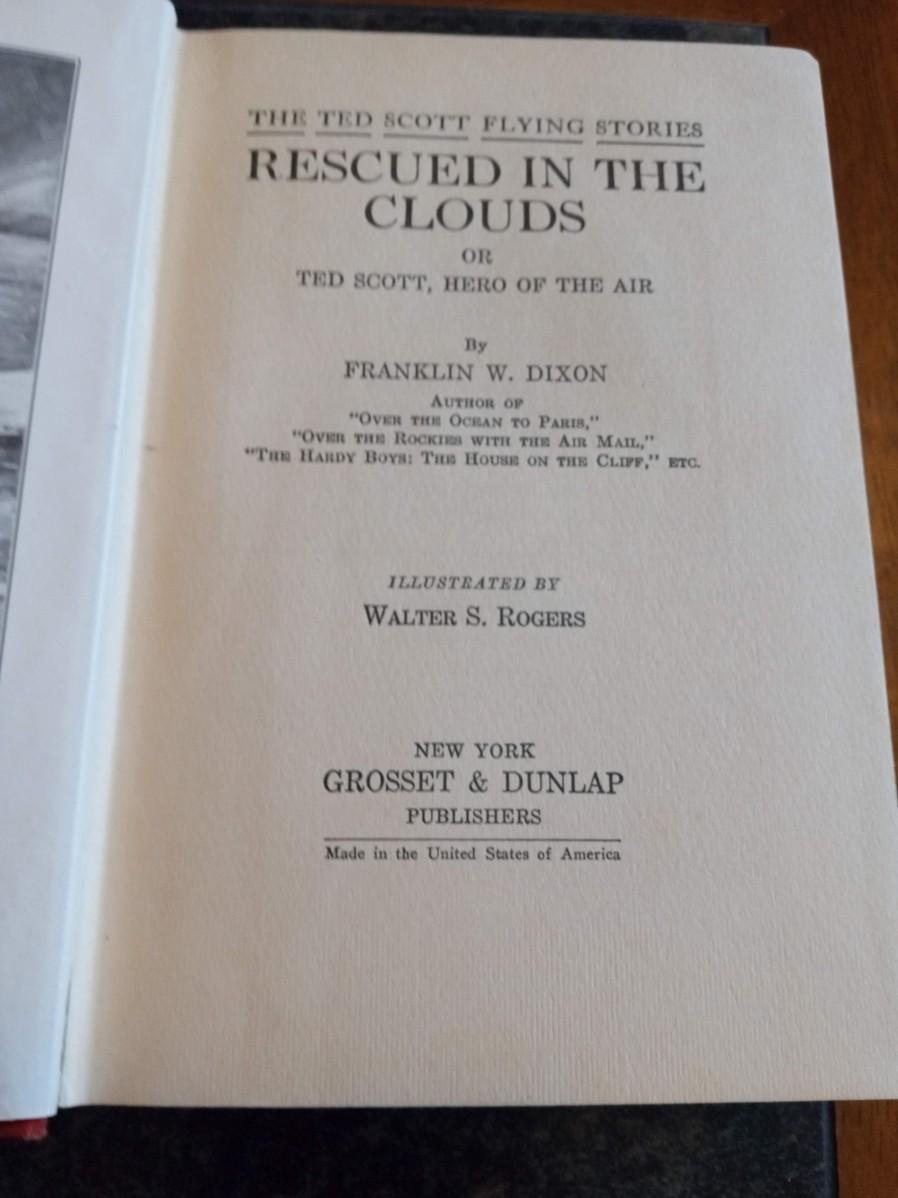 THE TED SCOTT FLYING STORIES
RESCUED IN THE
CLOUDS
OR
TED SCOTT, HERO OF THE AIR
By
FRANKLIN W. DIXON
AUTHOR OF
"OVER THE OCEAN TO PARIS,"
"OVER THE ROCKIES WITH THE AIR MAIL,"
"THE HARDY BOYS: THE HOUSE ON THE CLIFF," ETC.
ILLUSTRATED BY
WALTER S. ROGERS
NEW YORK
GROSSET & DUNLAP
PUBLISHERS
Made in the United States of America